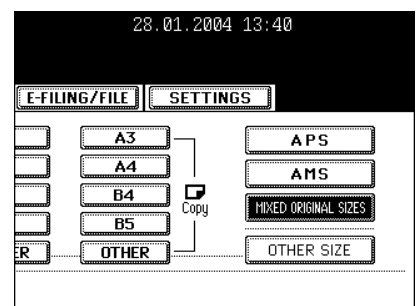 28.01.2004 13:40
E-FILING/FILE SETTINGS
A3 APS
A4 AMS
B4 Copy MIXED ORIGINAL SIZES
B5
ER OTHER OTHER SIZE